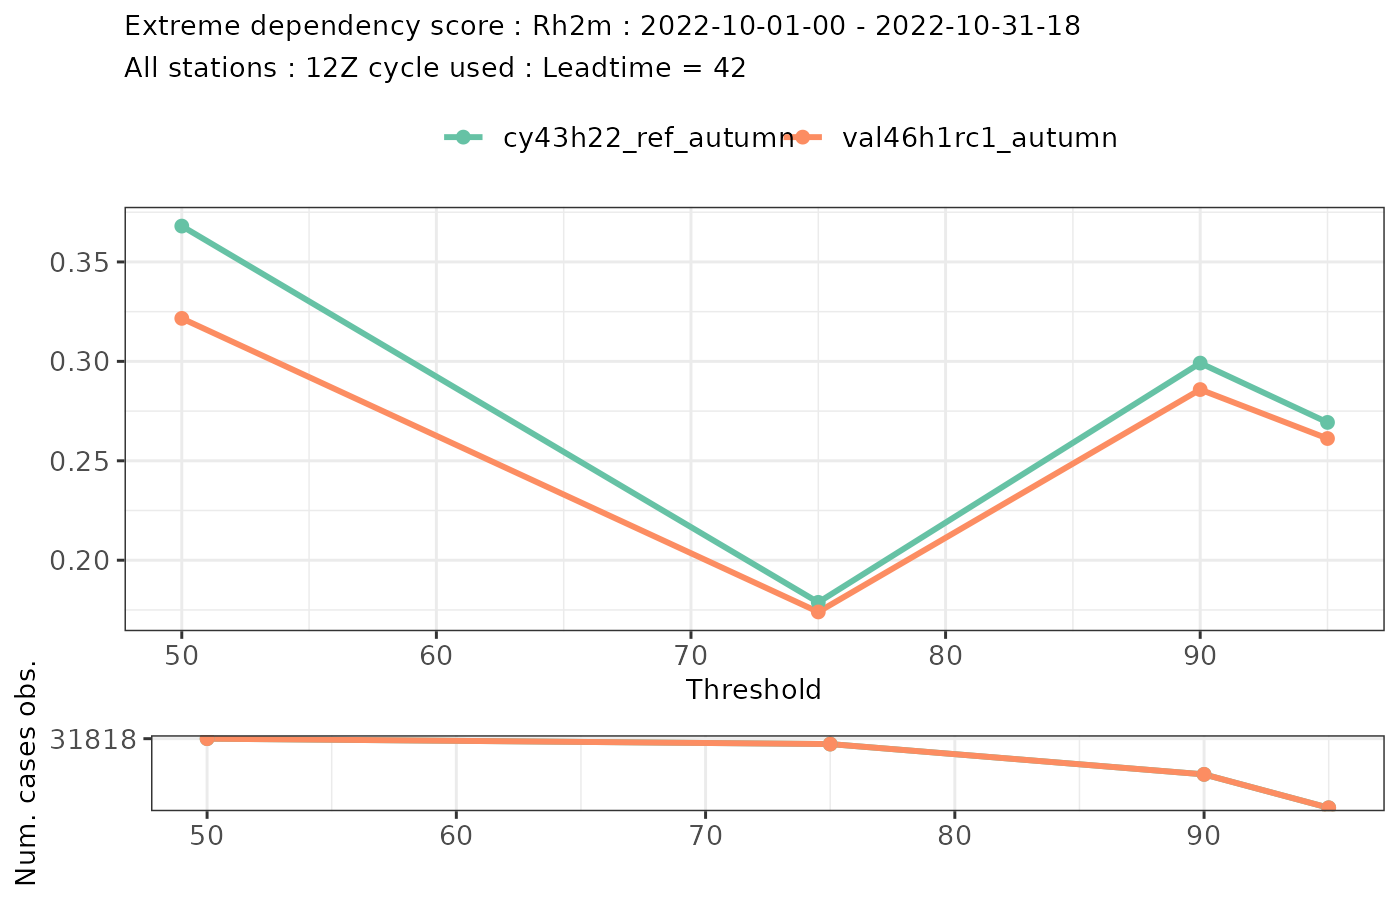 Extreme dependency score : Rh2m : 2022-10-01-00 - 2022-10-31-18
All stations : 12Z cycle used : Leadtime = 42
cy43h22_ref_autumn val46h1rc1_autumn
0.35
0.30
0.25
0.20
50 60 70 80 90
Threshold
Num. cases obs.
31818
50 60 70 80 90